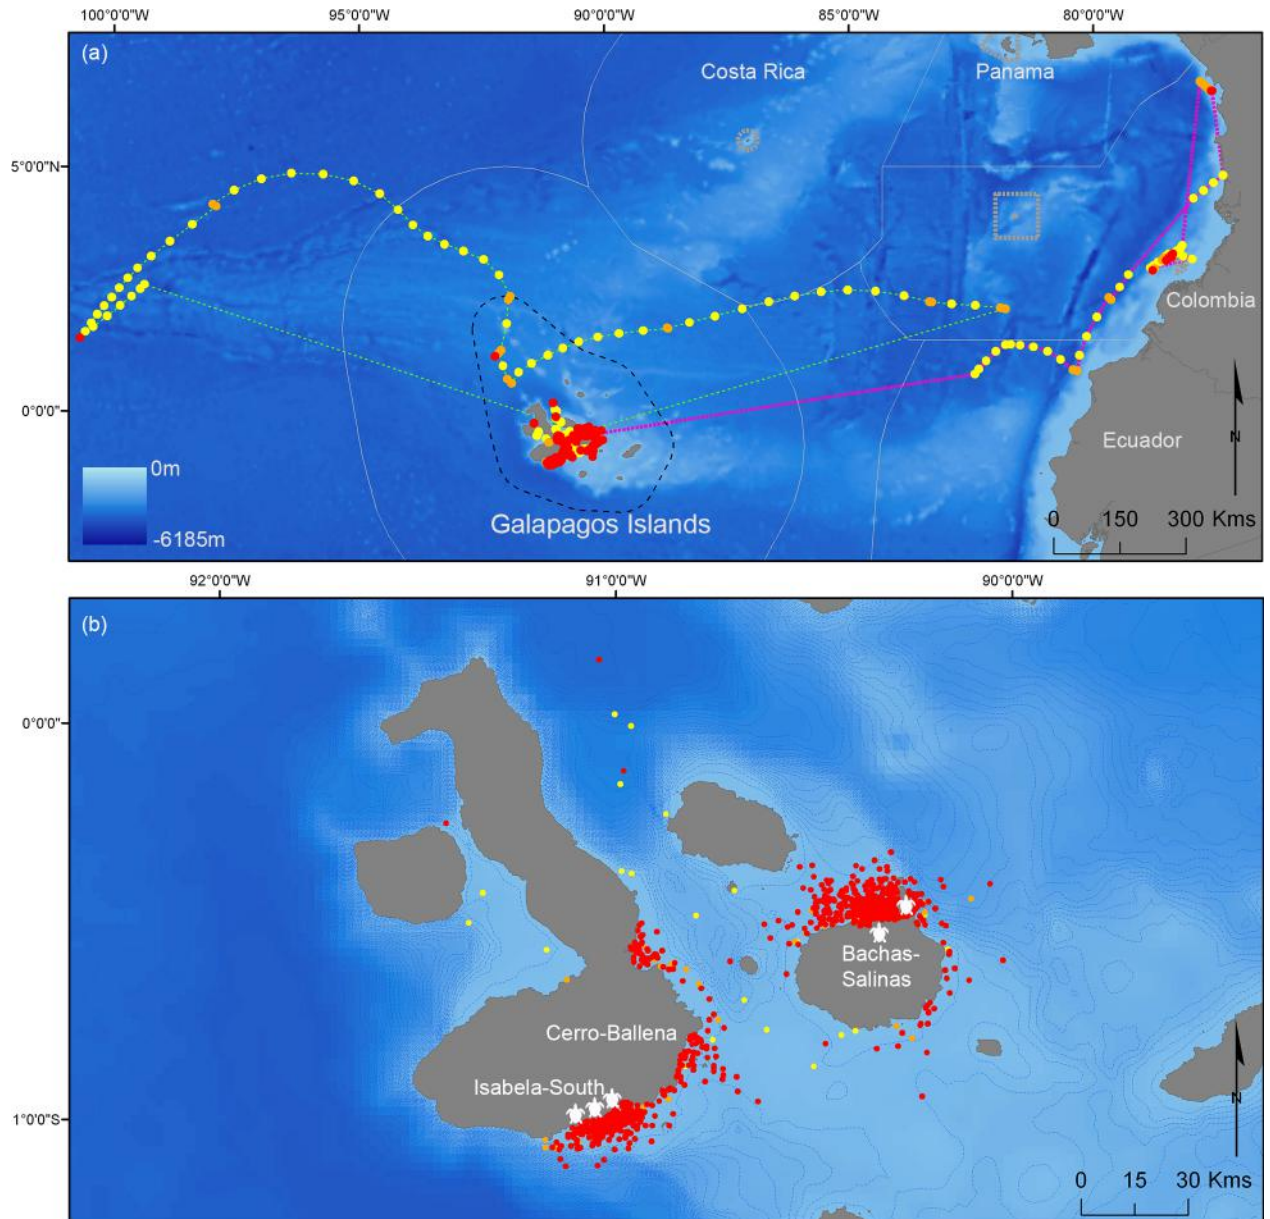 100°0'0"W 95°0'0"W 90°0'0"W 85°0'0"W 80°0'0"W
(a)
Costa Rica
Panama
5°0'0"N
Colombia
0°0'0"
Ecuador
N
0m
-6185m
Galapagos Islands
0 150 300 Kms
92°0'0"W 91°0'0"W 90°0'0"W
(b)
0°0'0"
Bachas-
Salinas
Cerro-Ballena
Isabela-South
1°0'0"S
N
0 15 30 Kms